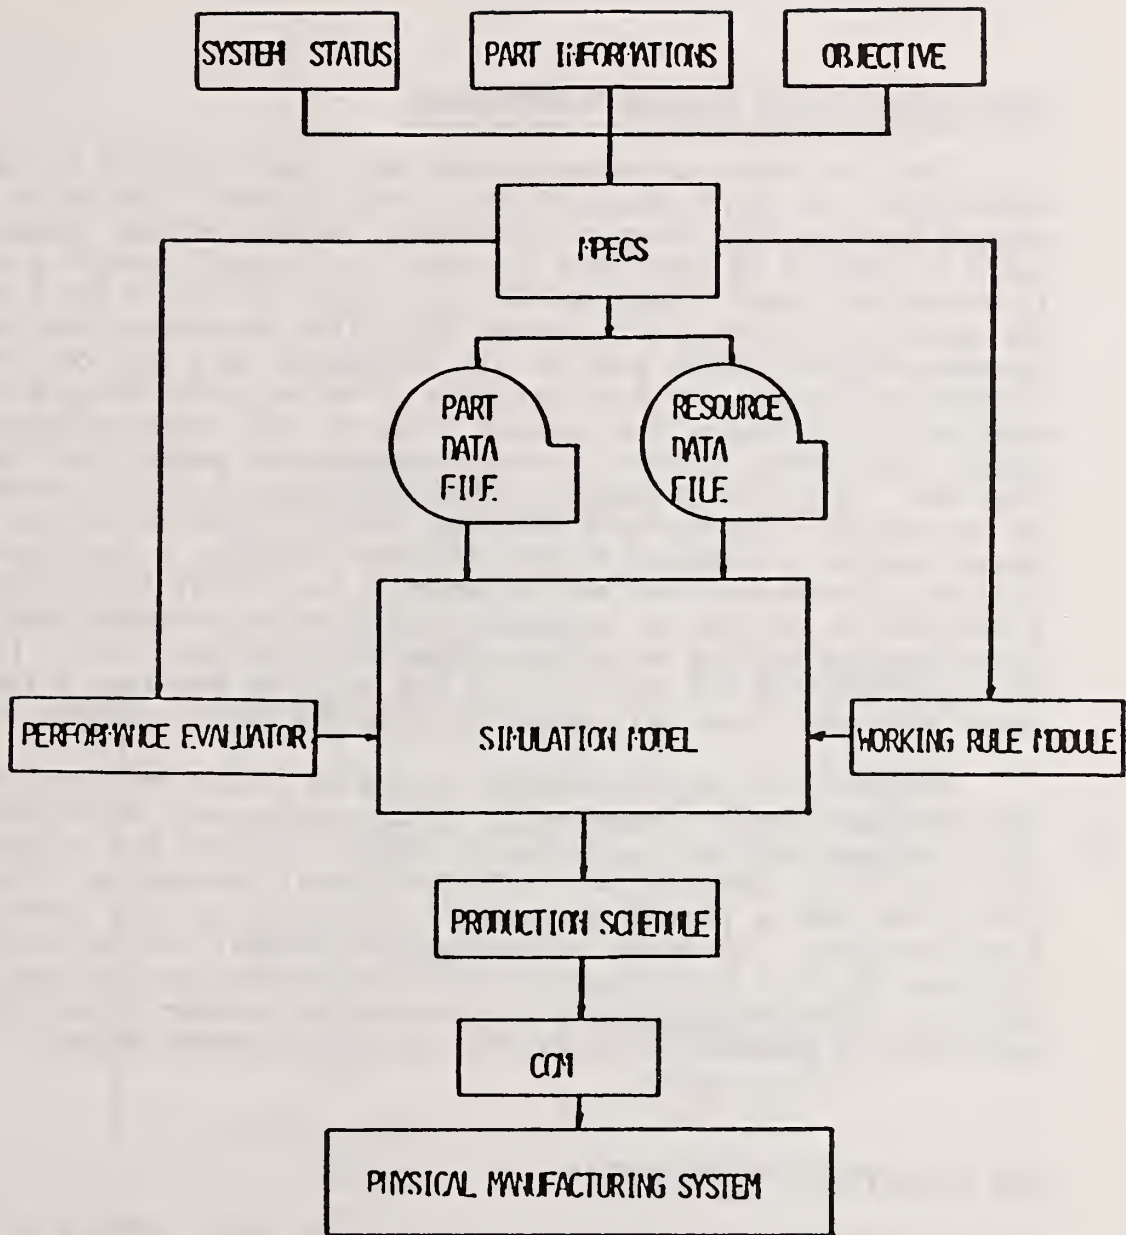 SYSTEM STATUS
PART INFORMATIONS
OBJECTIVE
MPECS
PART
DATA
FILE
RESOURCE
DATA
FILE
PERFORMANCE EVALUATOR
SIMULATION MODEL
WORKING RULE MODULE
PRODUCTION SCHEDULE
CCM
PHYSICAL MANUFACTURING SYSTEM